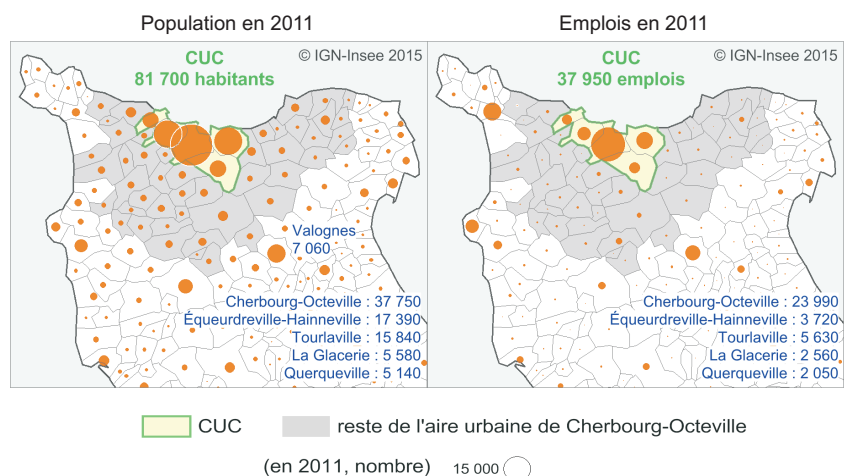 Population en 2011
Emplois en 2011
CUC
81 700 habitants
© IGN-Insee 2015
Valognes
7 060
Cherbourg-Octeville : 37 750
Équeurdreville-Hainneville : 17 390
Tourlaville : 15 840
La Glacerie : 5 580
Querqueville : 5 140
CUC
37 950 emplois
© IGN-Insee 2015
Cherbourg-Octeville : 23 990
Équeurdreville-Hainneville : 3 720
Tourlaville : 5 630
La Glacerie : 2 560
Querqueville : 2 050
CUC
reste de l'aire urbaine de Cherbourg-Octeville
(en 2011, nombre) 15 000